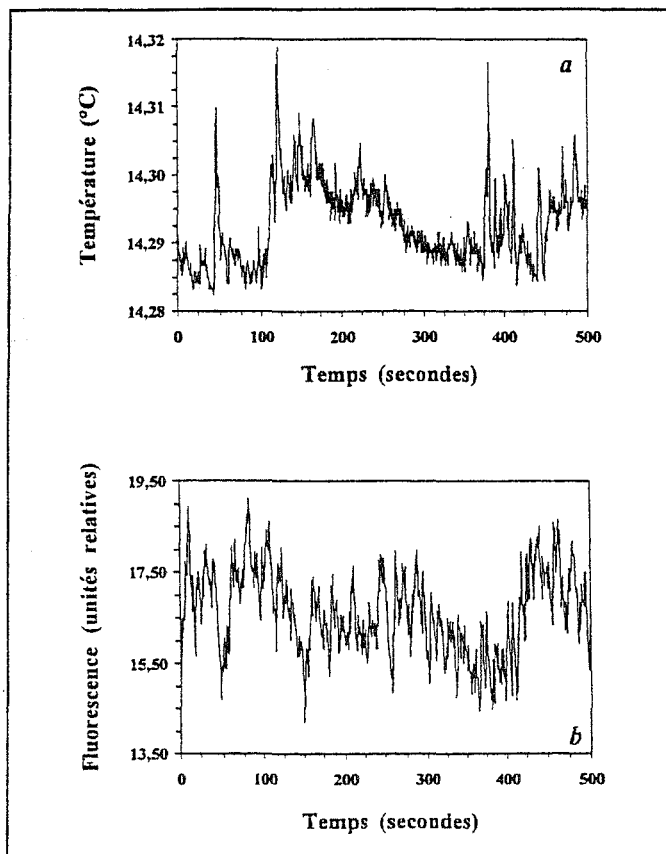 a
Température (°C)
14,32
14,31
14,30
14,29
14,28
0 100 200 300 400 500
Temps (secondes)
b
Fluorescence (unités relatives)
19,50
17,50
15,50
13,50
0 100 200 300 400 500
Temps (secondes)